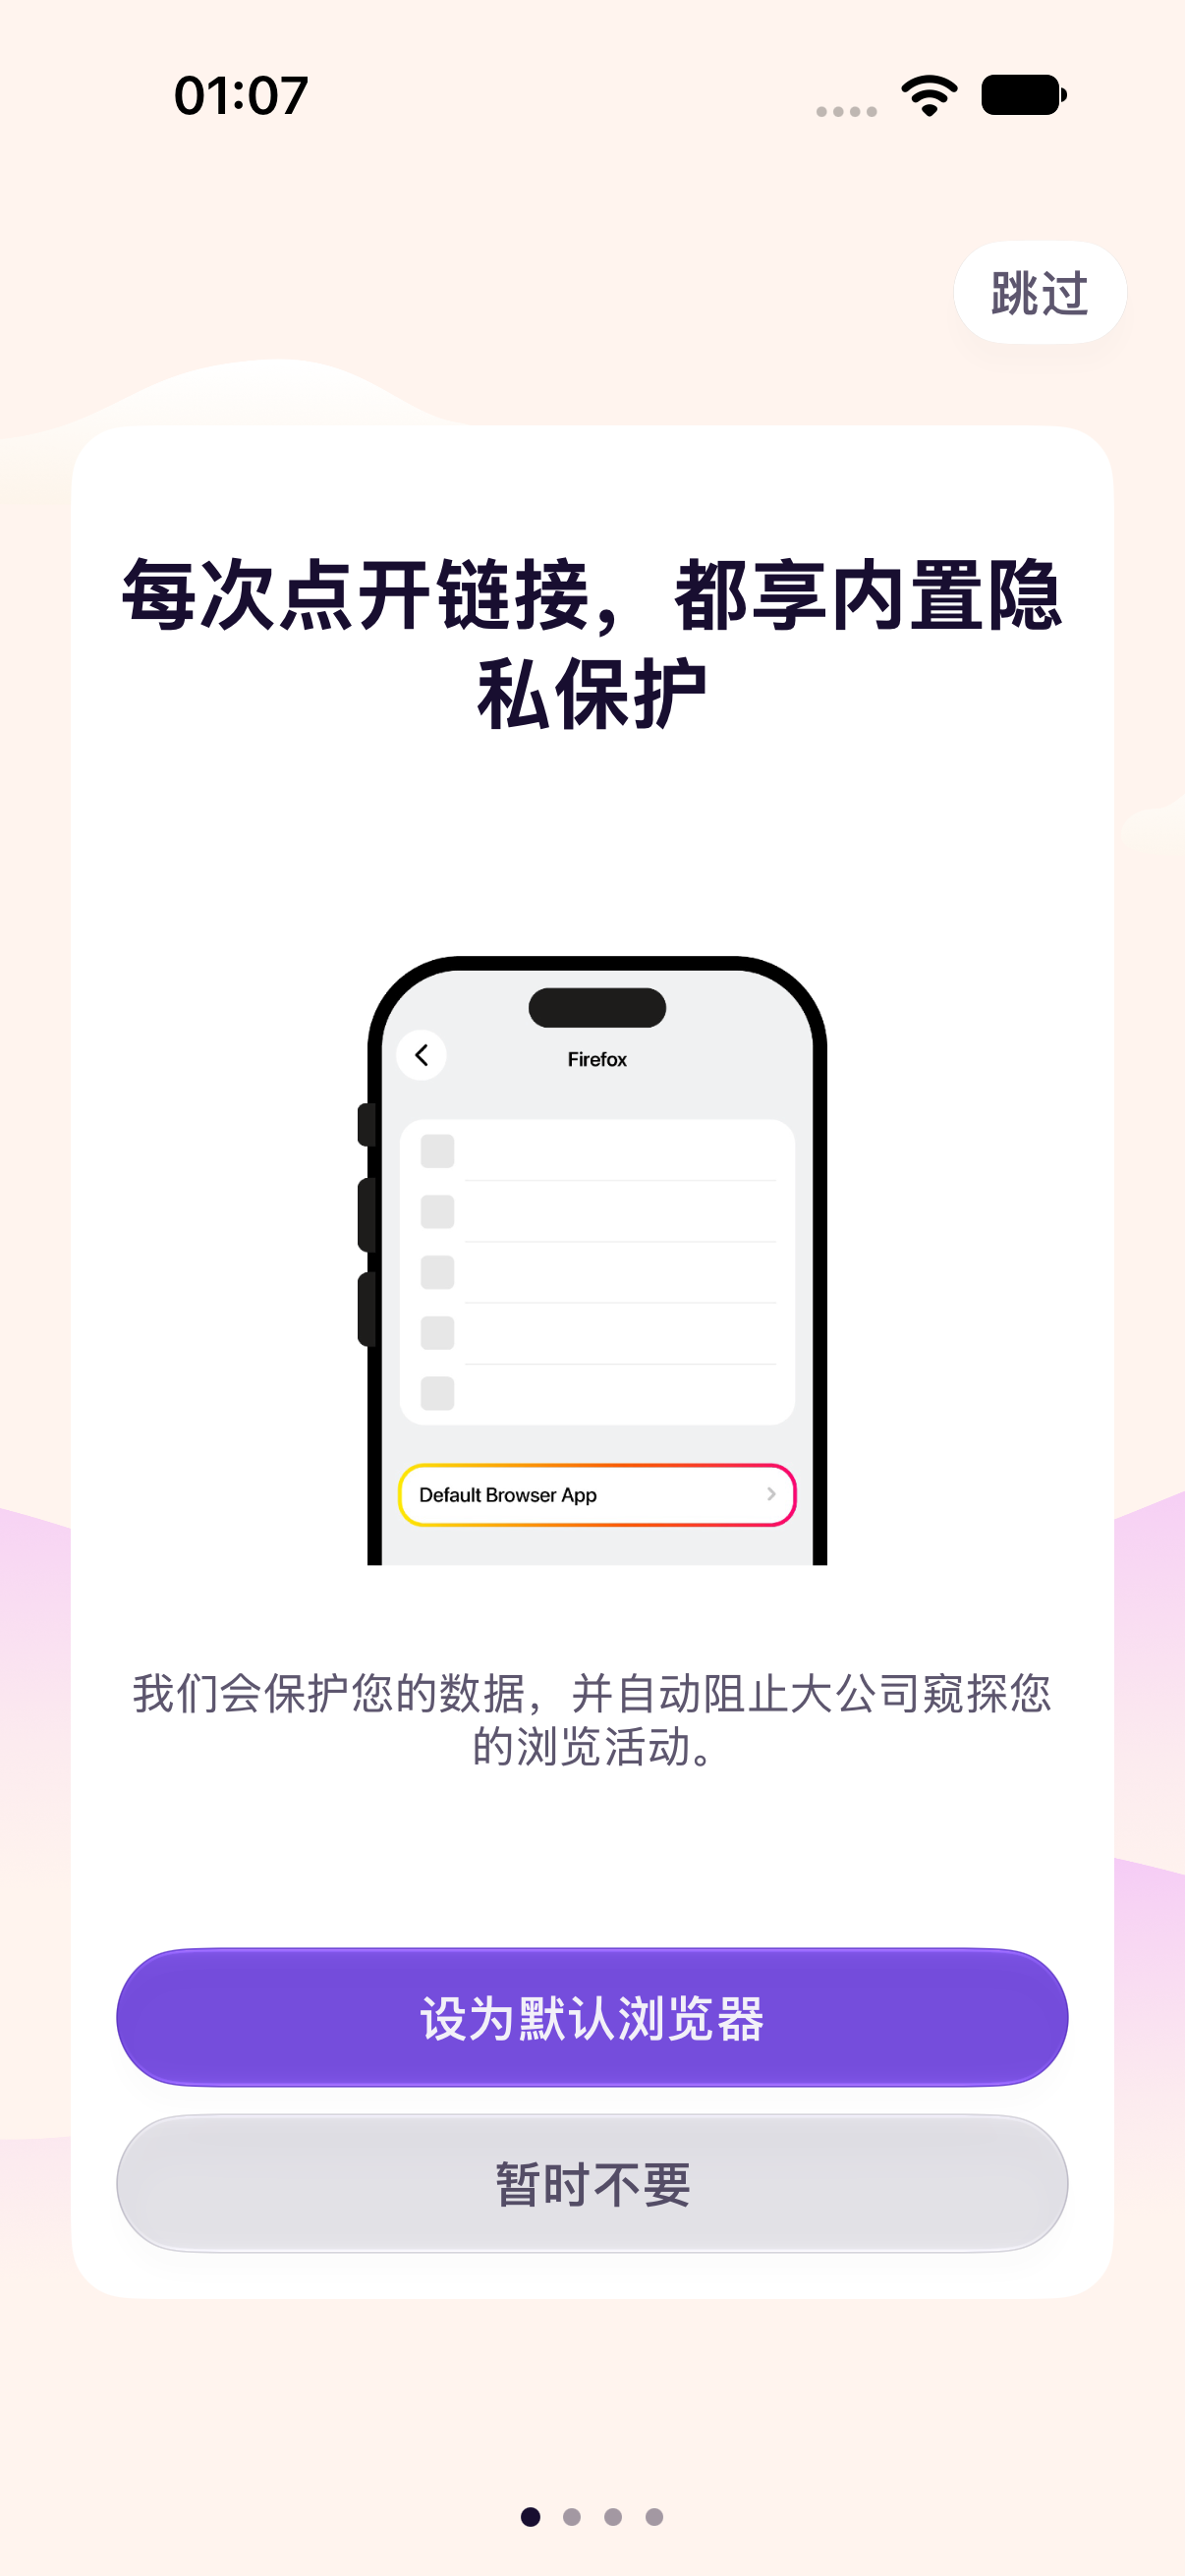 01:07
跳过
每次点开链接，都享内置隐
私保护
Firefox
Default Browser App
我们会保护您的数据，并自动阻止大公司窥探您
的浏览活动。
设为默认浏览器
暂时不要